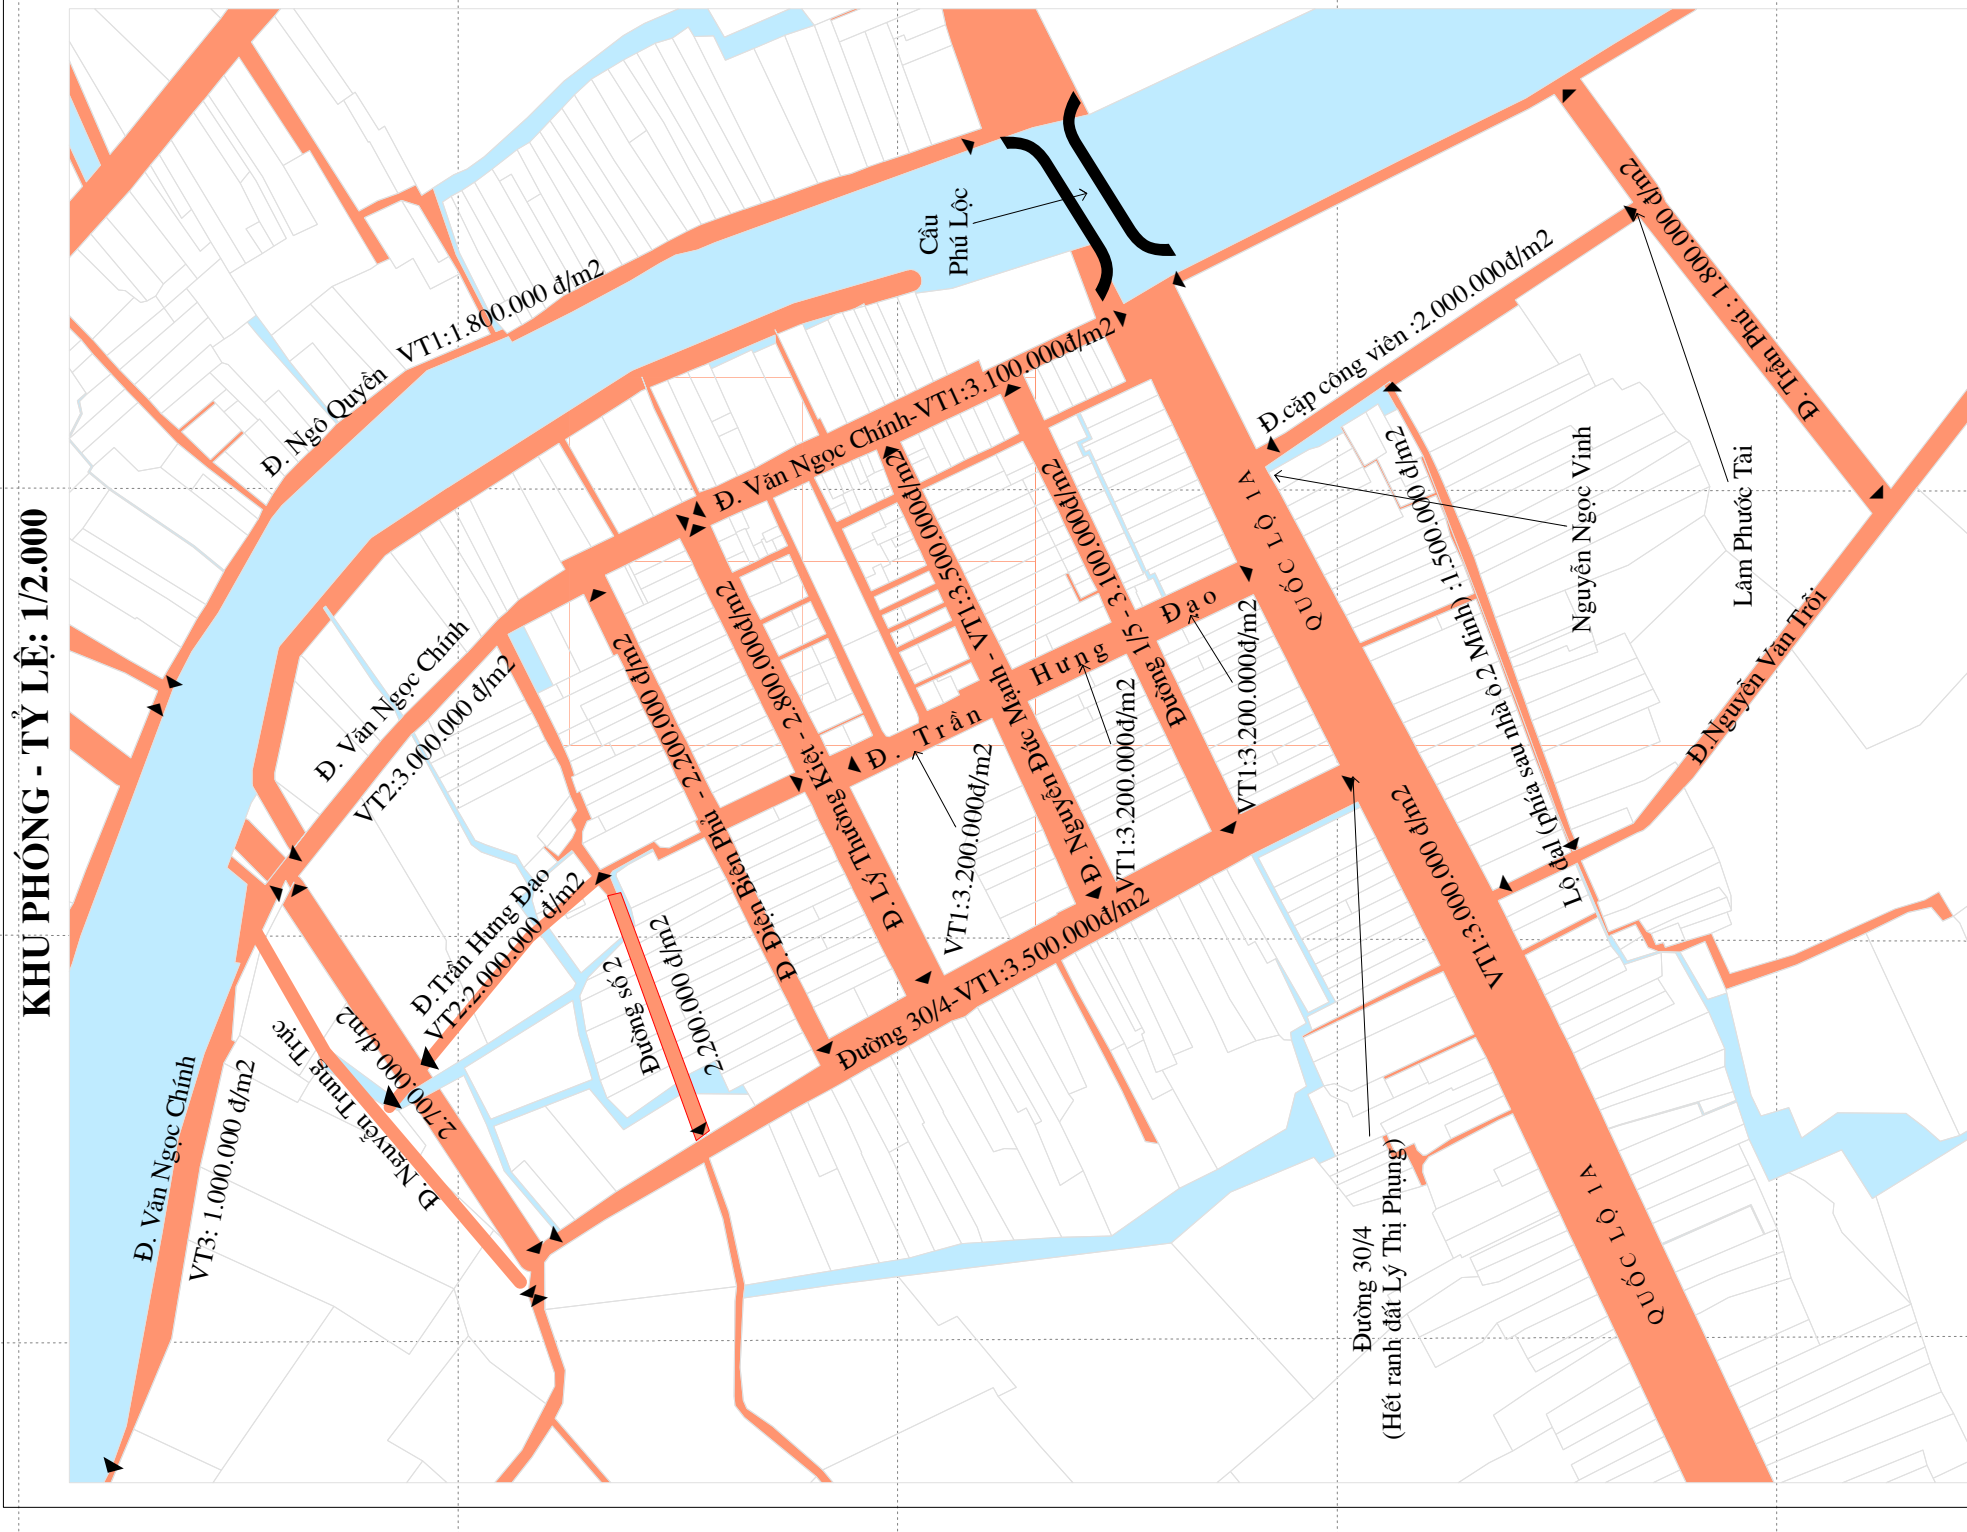 KHU PHÓNG - TỶ LỆ: 1/2.000
Đ. Ngô Quyền
VT1:1.800.000 đ/m2
Cầu
Phú Lộc
Đ. Trần Phú : 1.800.000 đ/m2
Đ.cặp công viên :2.000.000đ/m2
Đ. Văn Ngọc Chính-VT1:3.100.000đ/m2
Đ. Văn Ngọc Chính
VT2:3.000.000 đ/m2
Đ. Điện Biên Phủ - 2.200.000 đ/m2
Đ. Lý Thường Kiệt - 2.800.000đ/m2
Đ. Nguyễn Đức Mạnh - VT1:3.500.000đ/m2
Đường 1/5 - 3.100.000đ/m2
Đ. Trần Hưng Đạo
VT1:3.200.000đ/m2
VT1:3.200.000đ/m2
VT1:3.200.000đ/m2
QUỐC LỘ 1A
Lộ đal (phía sau nhà ô.2 Minh) :1.500.000 đ/m2
Nguyễn Ngọc Vinh
Lâm Phước Tài
Đ.Nguyễn Văn Trỗi
VT1:3.000.000 đ/m2
Đ.Trần Hưng Đạo
VT2:2.000.000 đ/m2
Đường số 2
2.200.000 đ/m2
Đường 30/4-VT1:3.500.000đ/m2
2.700.000 đ/m2
Đ. Nguyễn Trung Trực
Đ. Văn Ngọc Chính
VT3: 1.000.000 đ/m2
Đường 30/4
(Hết ranh đất Lý Thị Phụng)
QUỐC LỘ 1A